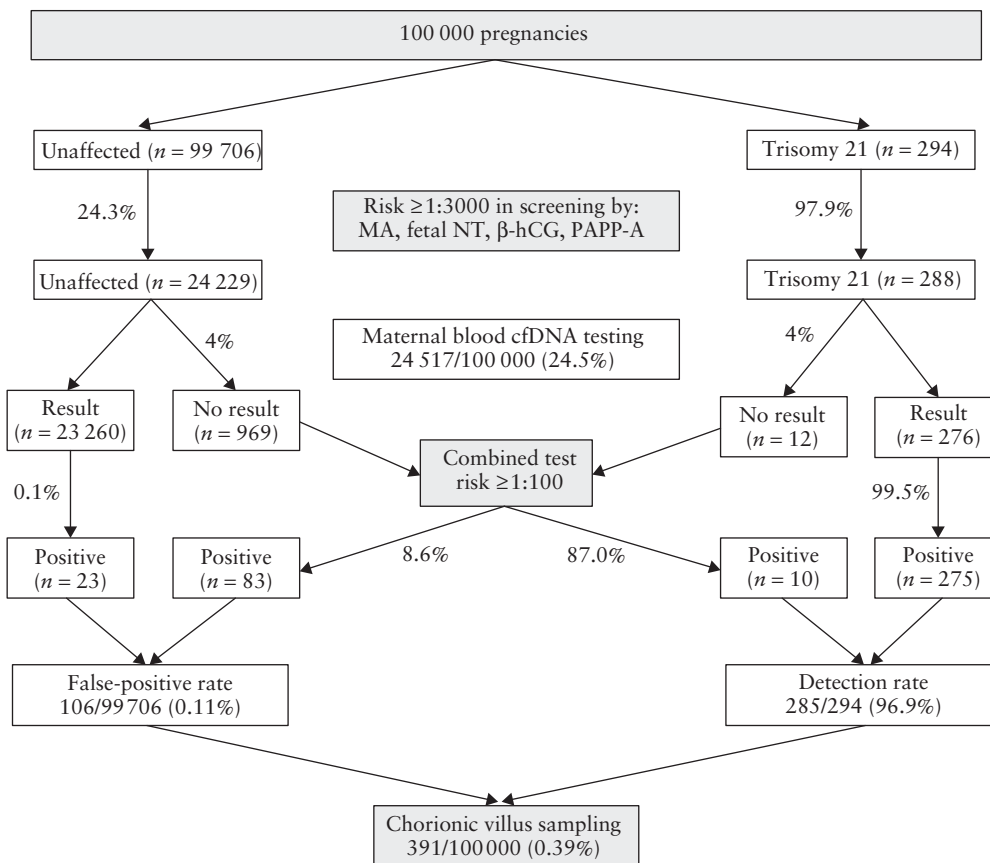 100 000 pregnancies
Unaffected (n = 99 706)
Trisomy 21 (n = 294)
24.3%
Risk ≥1:3000 in screening by:
MA, fetal NT, β-hCG, PAPP-A
97.9%
Unaffected (n = 24 229)
Trisomy 21 (n = 288)
4%
Maternal blood cfDNA testing
24 517/100 000 (24.5%)
4%
Result
(n = 23 260)
No result
(n = 969)
No result
(n = 12)
Result
(n = 276)
Combined test
risk ≥1:100
0.1%
99.5%
8.6%
87.0%
Positive
(n = 23)
Positive
(n = 83)
Positive
(n = 10)
Positive
(n = 275)
False-positive rate
106/99706 (0.11%)
Detection rate
285/294 (96.9%)
Chorionic villus sampling
391/100000 (0.39%)